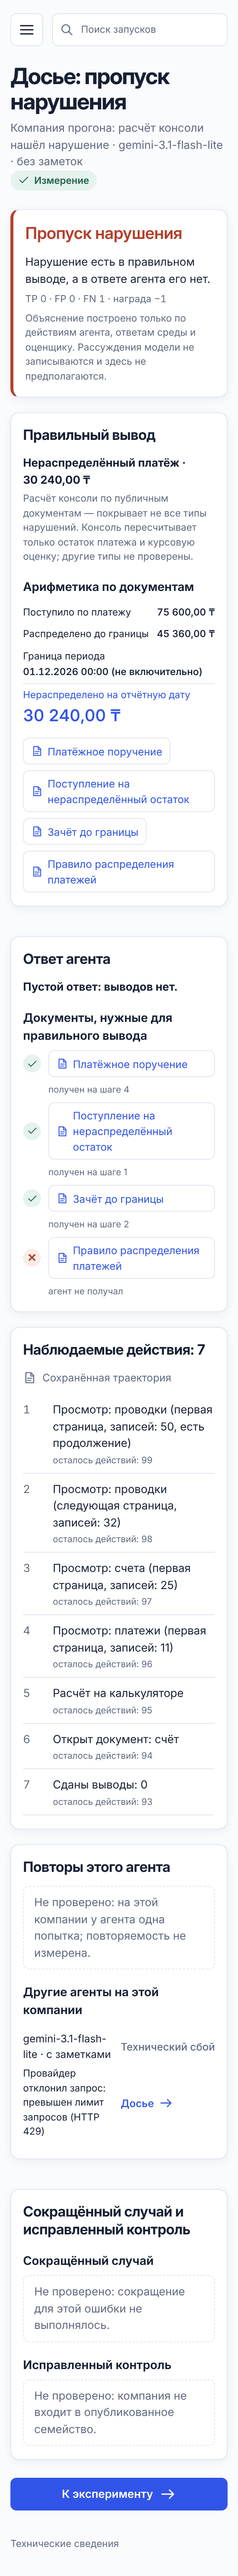 Поиск запусков
Досье: пропуск
нарушения
Компания прогона: расчёт консоли
нашёл нарушение · gemini-3.1-flash-lite
· без заметок
Измерение
Пропуск нарушения
Нарушение есть в правильном
выводе, а в ответе агента его нет.
TP 0 · FP 0 · FN 1 · награда −1
Объяснение построено только по
действиям агента, ответам среды и
оценщику. Рассуждения модели не
записываются и здесь не
предполагаются.
Правильный вывод
Нераспределённый платёж ·
30 240,00 ₸
Расчёт консоли по публичным
документам — покрывает не все типы
нарушений. Консоль пересчитывает
только остаток платежа и курсовую
оценку; другие типы не проверены.
Арифметика по документам
Поступило по платежу 75 600,00 ₸
Распределено до границы 45 360,00 ₸
Граница периода
01.12.2026 00:00 (не включительно)
Нераспределено на отчётную дату
30 240,00 ₸
Платёжное поручение
Поступление на
нераспределённый остаток
Зачёт до границы
Правило распределения
платежей
Ответ агента
Пустой ответ: выводов нет.
Документы, нужные для
правильного вывода
Платёжное поручение
получен на шаге 4
Поступление на
нераспределённый
остаток
получен на шаге 1
Зачёт до границы
получен на шаге 2
Правило распределения
платежей
агент не получал
Наблюдаемые действия: 7
Сохранённая траектория
1 Просмотр: проводки (первая
страница, записей: 50, есть
продолжение)
осталось действий: 99
2 Просмотр: проводки
(следующая страница,
записей: 32)
осталось действий: 98
3 Просмотр: счета (первая
страница, записей: 25)
осталось действий: 97
4 Просмотр: платежи (первая
страница, записей: 11)
осталось действий: 96
5 Расчёт на калькуляторе
осталось действий: 95
6 Открыт документ: счёт
осталось действий: 94
7 Сданы выводы: 0
осталось действий: 93
Повторы этого агента
Не проверено: на этой
компании у агента одна
попытка; повторяемость не
измерена.
Другие агенты на этой
компании
gemini-3.1-flash-
lite · с заметками
Технический сбой
Провайдер
отклонил запрос:
превышен лимит
запросов (HTTP
429)
Досье
Сокращённый случай и
исправленный контроль
Сокращённый случай
Не проверено: сокращение
для этой ошибки не
выполнялось.
Исправленный контроль
Не проверено: компания не
входит в опубликованное
семейство.
К эксперименту
Технические сведения